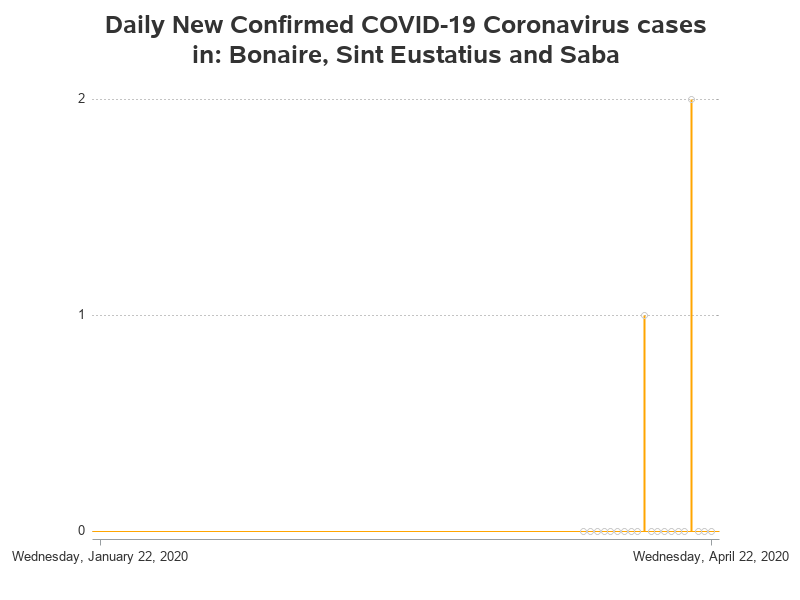 Daily New Confirmed COVID-19 Coronavirus cases
in: Bonaire, Sint Eustatius and Saba
2
1
0
Wednesday, January 22, 2020
Wednesday, April 22, 2020